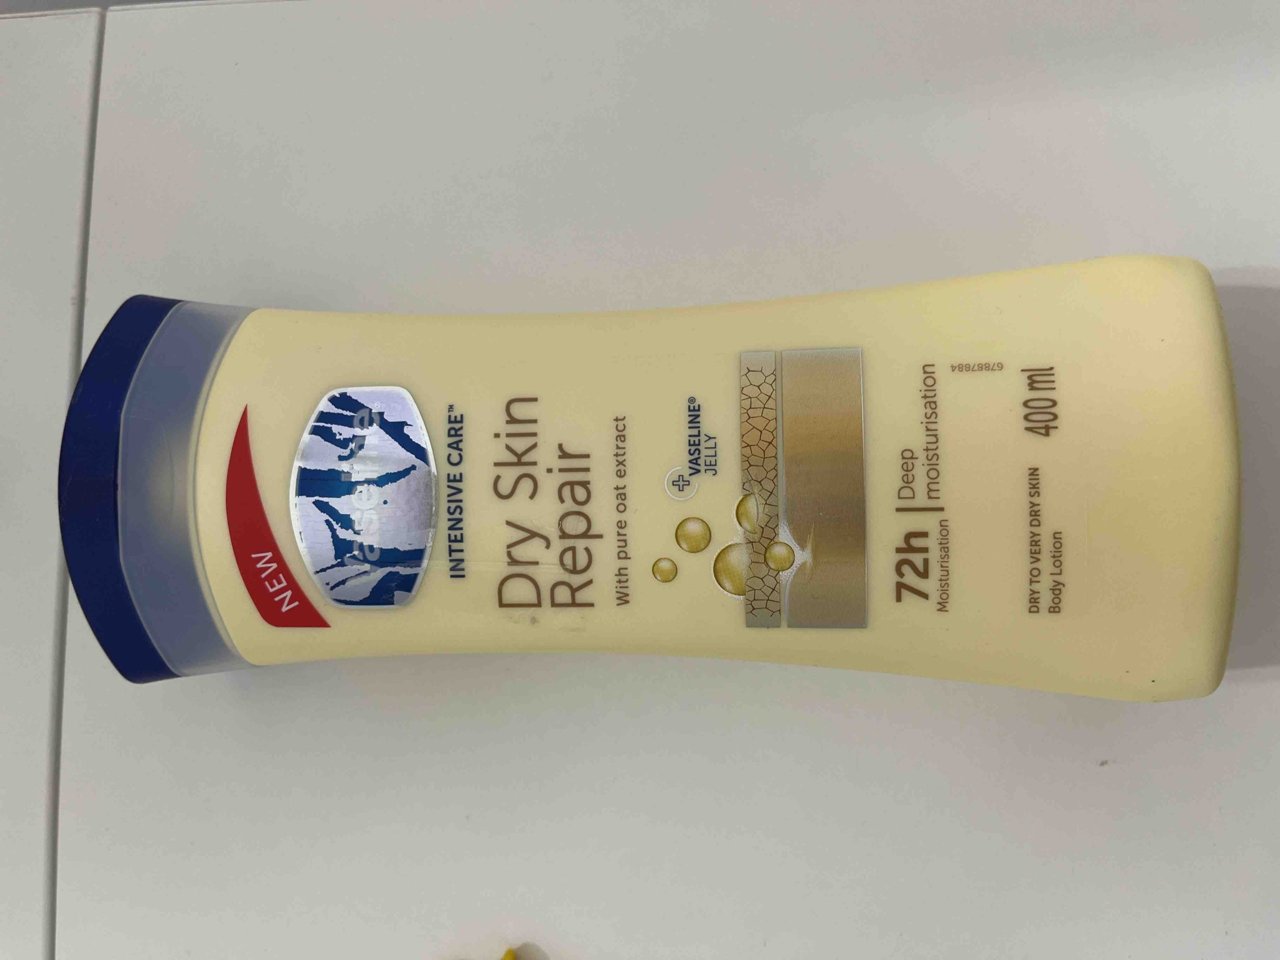 NEW
Vaseline®
INTENSIVE CARE™
Dry Skin
Repair
With pure oat extract
VASELINE®
JELLY
72h
Moisturisation
Deep
moisturisation
67887884
DRY TO VERY DRY SKIN
Body Lotion
400 ml